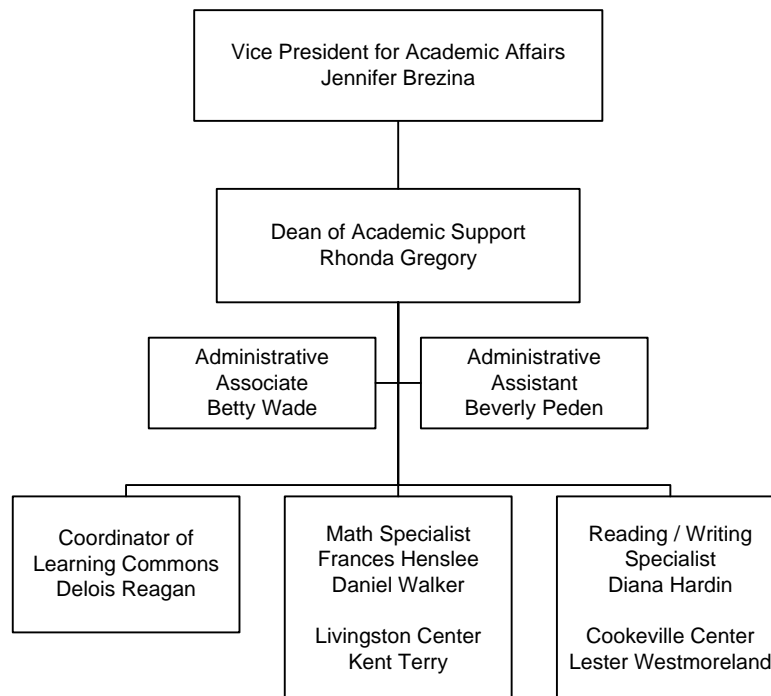 Vice President for Academic Affairs
Jennifer Brezina
Dean of Academic Support
Rhonda Gregory
Administrative
Associate
Betty Wade
Administrative
Assistant
Beverly Peden
Coordinator of
Learning Commons
Delois Reagan
Math Specialist
Frances Henslee
Daniel Walker
Livingston Center
Kent Terry
Reading / Writing
Specialist
Diana Hardin
Cookeville Center
Lester Westmoreland